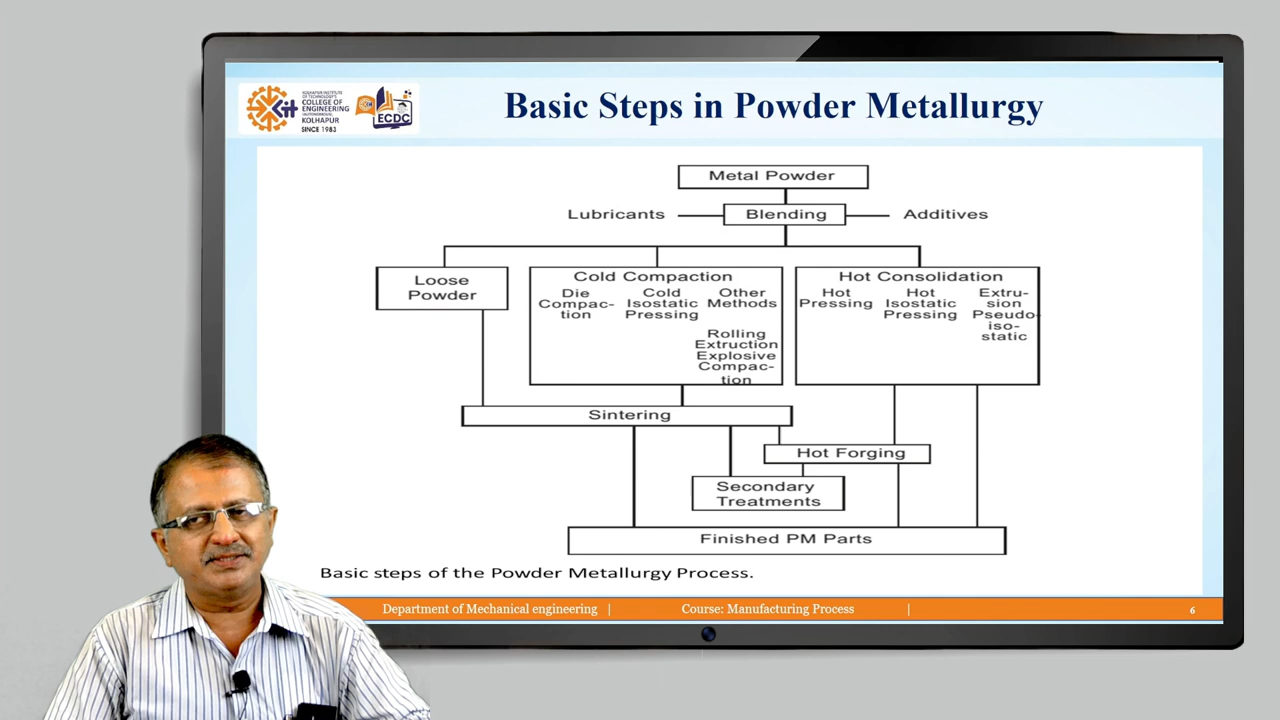 KOLHAPUR INSTITUTE
OF TECHNOLOGY'S
COLLEGE OF
ENGINEERING
(AUTONOMOUS),
KOLHAPUR
SINCE 1983
ECDC
Basic Steps in Powder Metallurgy
Metal Powder
Lubricants
Blending
Additives
Loose
Powder
Cold Compaction
Die
Compac-
tion
Cold
Isostatic
Pressing
Other
Methods
Rolling
Extruction
Explosive
Compac-
tion
Hot Consolidation
Hot
Pressing
Hot
Isostatic
Pressing
Extru-
sion
Pseudo-
iso-
static
Sintering
Hot Forging
Secondary
Treatments
Finished PM Parts
Basic steps of the Powder Metallurgy Process.
Department of Mechanical engineering |
Course: Manufacturing Process |
6